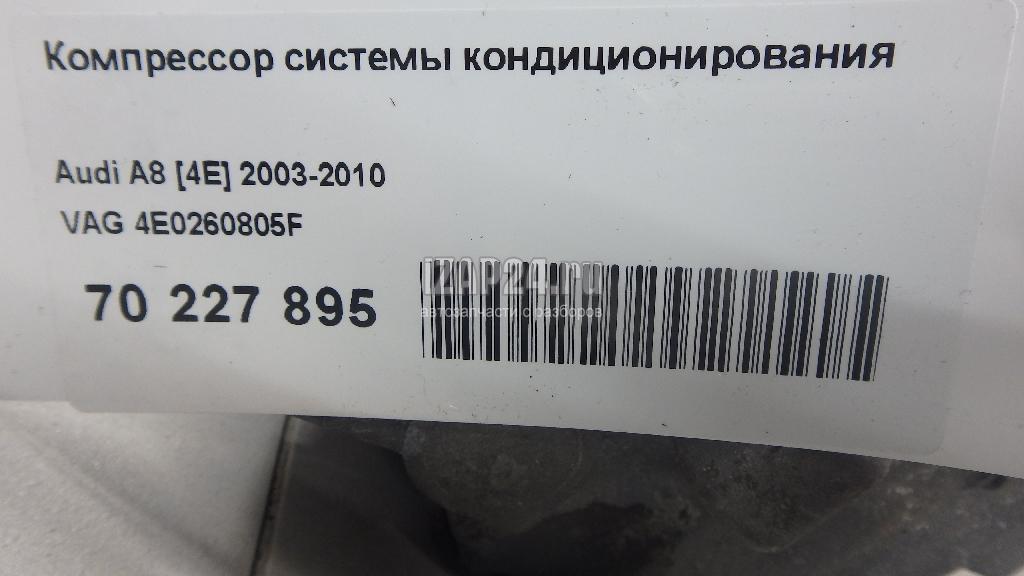 Компрессор системы кондиционирования
Audi A8 [4E] 2003-2010
VAG 4E0260805F
70 227 895
IZAP24.ru
автозапчасти с разборов